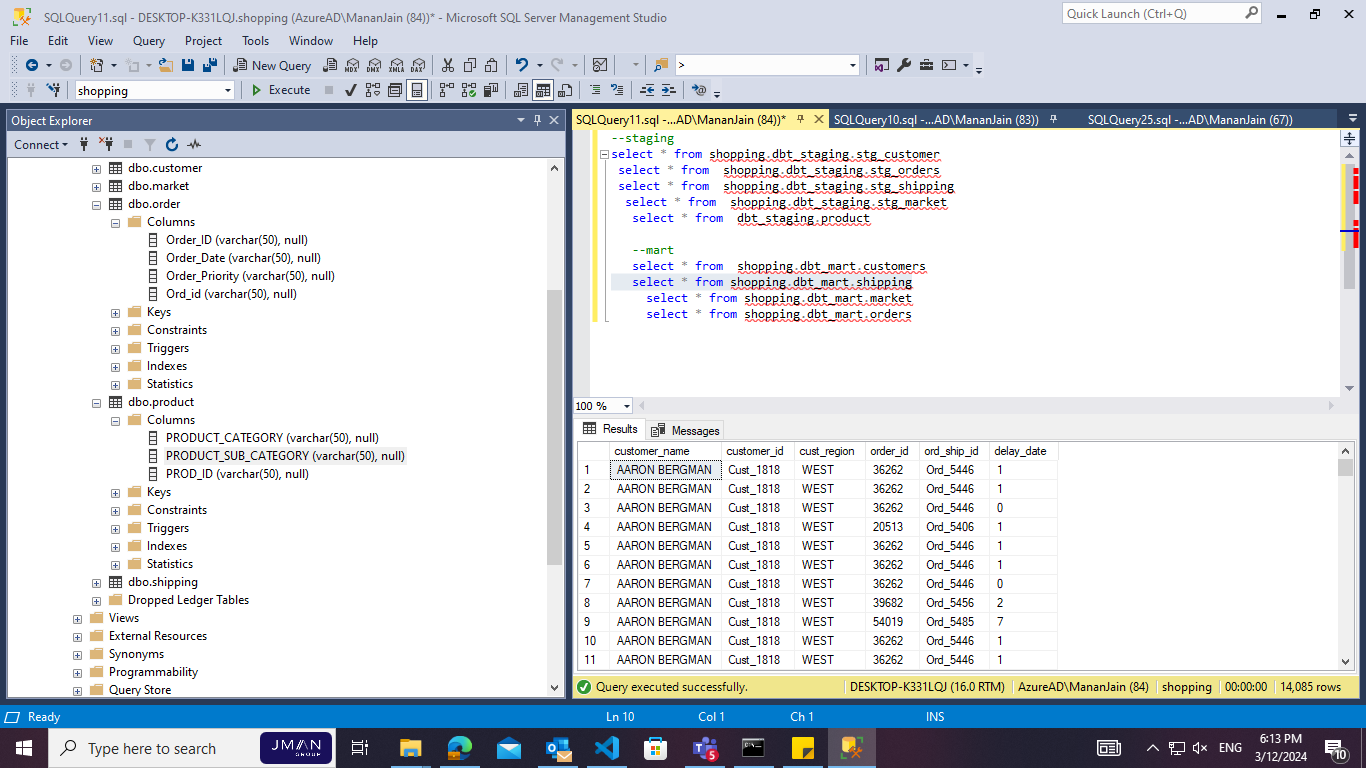 SQLQuery11.sql - DESKTOP-K331LQJ.shopping (AzureAD\MananJain (84))* - Microsoft SQL Server Management Studio
Quick Launch (Ctrl+Q)
File Edit View Query Project Tools Window Help
New Query MDX DMX XMLA DAX >
shopping Execute
Object Explorer
Connect
dbo.customer
dbo.market
dbo.order
Columns
Order_ID (varchar(50), null)
Order_Date (varchar(50), null)
Order_Priority (varchar(50), null)
Ord_id (varchar(50), null)
Keys
Constraints
Triggers
Indexes
Statistics
dbo.product
Columns
PRODUCT_CATEGORY (varchar(50), null)
PRODUCT_SUB_CATEGORY (varchar(50), null)
PROD_ID (varchar(50), null)
Keys
Constraints
Triggers
Indexes
Statistics
dbo.shipping
Dropped Ledger Tables
Views
External Resources
Synonyms
Programmability
Query Store
SQLQuery11.sql -...AD\MananJain (84))* SQLQuery10.sql -...AD\MananJain (83)) SQLQuery25.sql -...AD\MananJain (67))
--staging
select * from shopping.dbt_staging.stg_customer
select * from shopping.dbt_staging.stg_orders
select * from shopping.dbt_staging.stg_shipping
select * from shopping.dbt_staging.stg_market
select * from dbt_staging.product
--mart
select * from shopping.dbt_mart.customers
select * from shopping.dbt_mart.shipping
select * from shopping.dbt_mart.market
select * from shopping.dbt_mart.orders
100 %
Results Messages
customer_name customer_id cust_region order_id ord_ship_id delay_date
1 AARON BERGMAN Cust_1818 WEST 36262 Ord_5446 1
2 AARON BERGMAN Cust_1818 WEST 36262 Ord_5446 1
3 AARON BERGMAN Cust_1818 WEST 36262 Ord_5446 0
4 AARON BERGMAN Cust_1818 WEST 20513 Ord_5406 1
5 AARON BERGMAN Cust_1818 WEST 36262 Ord_5446 1
6 AARON BERGMAN Cust_1818 WEST 36262 Ord_5446 1
7 AARON BERGMAN Cust_1818 WEST 36262 Ord_5446 0
8 AARON BERGMAN Cust_1818 WEST 39682 Ord_5456 2
9 AARON BERGMAN Cust_1818 WEST 54019 Ord_5485 7
10 AARON BERGMAN Cust_1818 WEST 36262 Ord_5446 1
11 AARON BERGMAN Cust_1818 WEST 36262 Ord_5446 1
Query executed successfully. DESKTOP-K331LQJ (16.0 RTM) AzureAD\MananJain (84) shopping 00:00:00 14,085 rows
Ready Ln 10 Col 1 Ch 1 INS
Type here to search JMAN GROUP 5 ENG 6:13 PM
3/12/2024 10